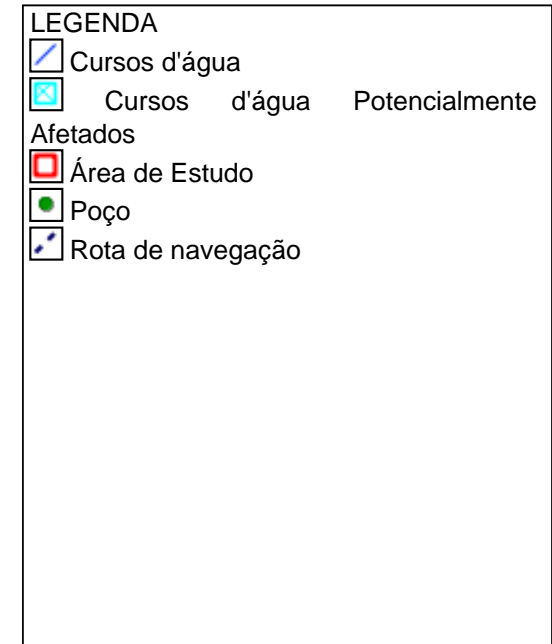 LEGENDA
Cursos d'água
Cursos d'água Potencialmente
Afetados
Área de Estudo
Poço
Rota de navegação